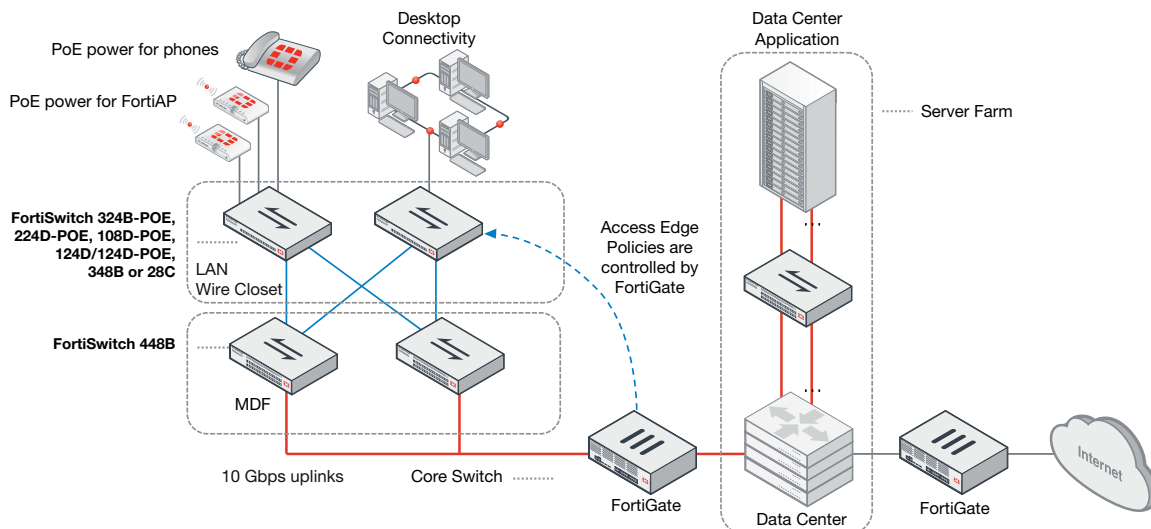 PoE power for phones
PoE power for FortiAP
Desktop
Connectivity
Data Center
Application
Server Farm
FortiSwitch 324B-POE,
224D-POE, 108D-POE,
124D/124D-POE,
348B or 28C
LAN
Wire Closet
Access Edge
Policies are
controlled by
FortiGate
...
FortiSwitch 448B
MDF
...
10 Gbps uplinks
Core Switch
FortiGate
Data Center
FortiGate
Internet